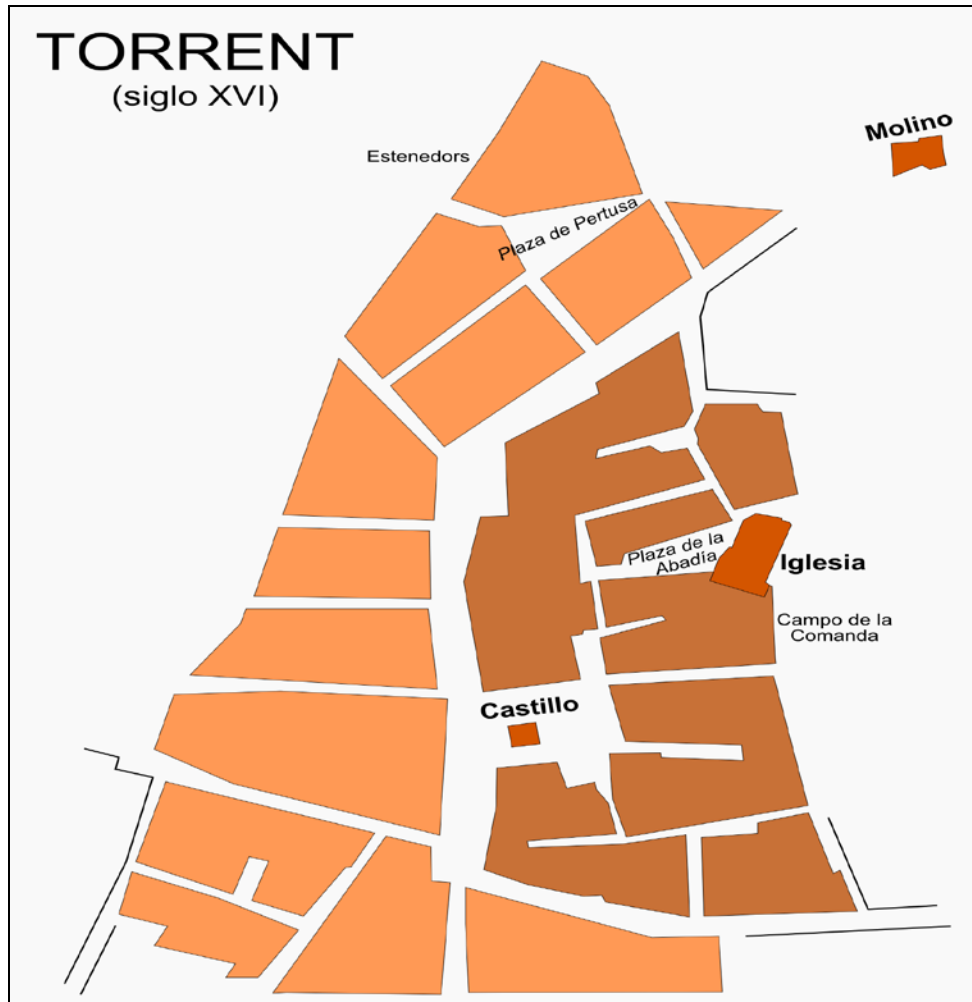 TORRENT
(siglo XVI)
Molino
Estenedors
Plaza de Pertusa
Plaza de la
Abadía
Iglesia
Campo de la
Comanda
Castillo